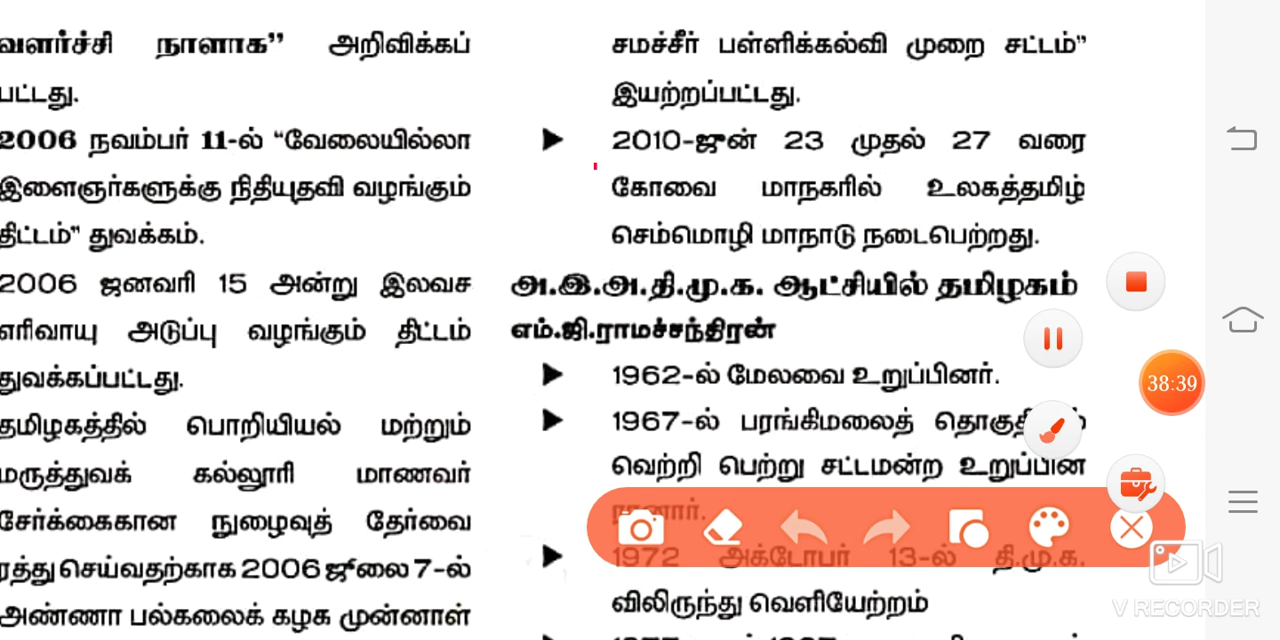 வளர்ச்சி நாளாக” அறிவிக்கப்
பட்டது.
2006 நவம்பர் 11-ல் “வேலையில்லா
இளைஞர்களுக்கு நிதியுதவி வழங்கும்
திட்டம்” துவக்கம்.
2006 ஜனவரி 15 அன்று இலவச
எரிவாயு அடுப்பு வழங்கும் திட்டம்
துவக்கப்பட்டது.
தமிழகத்தில் பொறியியல் மற்றும்
மருத்துவக் கல்லூரி மாணவர்
சேர்க்கைகான நுழைவுத் தேர்வை
ரத்து செய்வதற்காக 2006 ஜூலை 7-ல்
அண்ணா பல்கலைக் கழக முன்னாள்
சமச்சீர் பள்ளிக்கல்வி முறை சட்டம்”
இயற்றப்பட்டது.
2010-ஜுன் 23 முதல் 27 வரை
கோவை மாநகரில் உலகத்தமிழ்
செம்மொழி மாநாடு நடைபெற்றது.
அ.இ.அ.தி.மு.க. ஆட்சியில் தமிழகம்
எம்.ஜி.ராமச்சந்திரன்
1962-ல் மேலவை உறுப்பினர்.
1967-ல் பரங்கிமலைத்
வெற்றி பெற்று சட்டமன்ற உறுப்பின
1972 அக்டோபர் 13-ல் தி.மு.க.
விலிருந்து வெளியேற்றம்
38:39
V RECORDER